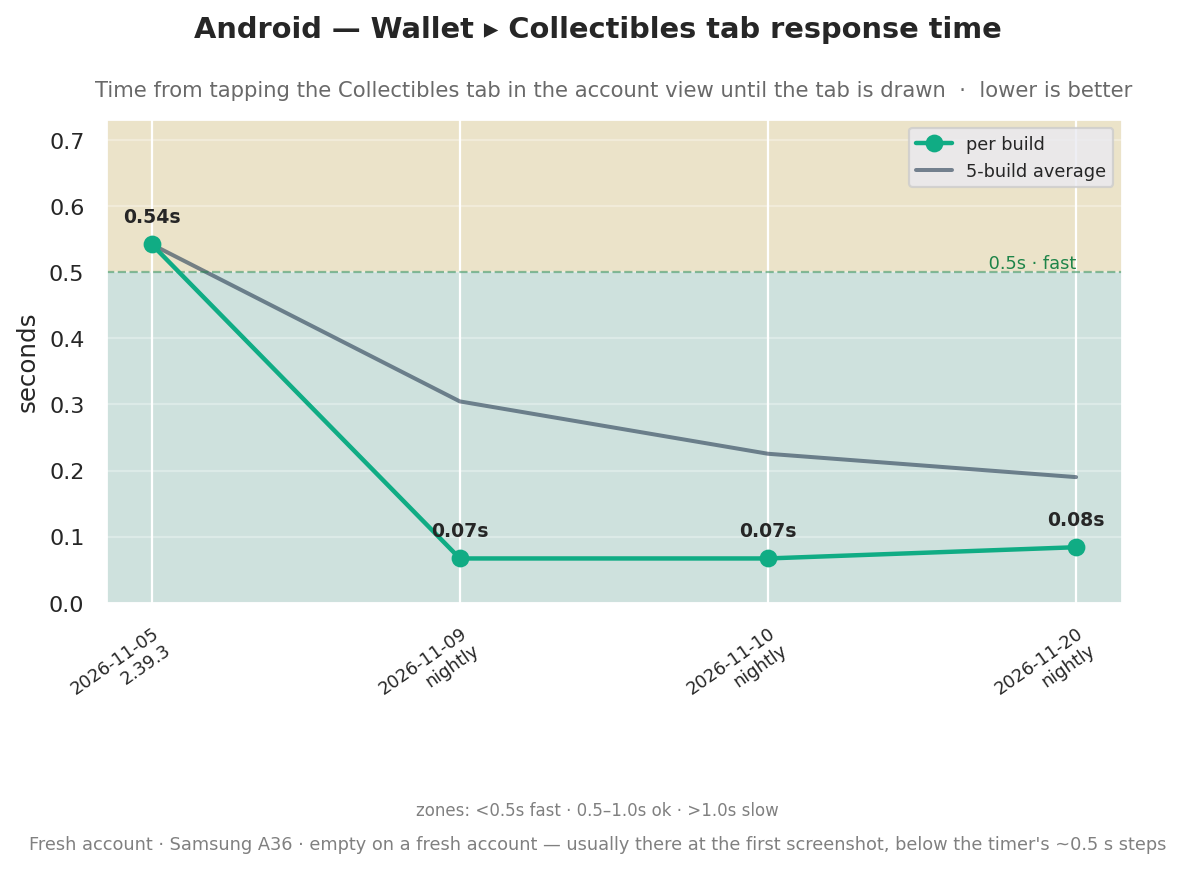 Android — Wallet ▸ Collectibles tab response time
Time from tapping the Collectibles tab in the account view until the tab is drawn · lower is better
per build
5-build average
0.7
0.6
0.5
0.4
0.3
0.2
0.1
0.0
seconds
0.54s
0.5s · fast
0.07s
0.07s
0.08s
2026-11-05
2.39.3
2026-11-09
nightly
2026-11-10
nightly
2026-11-20
nightly
zones: <0.5s fast · 0.5–1.0s ok · >1.0s slow
Fresh account · Samsung A36 · empty on a fresh account — usually there at the first screenshot, below the timer's ~0.5 s steps